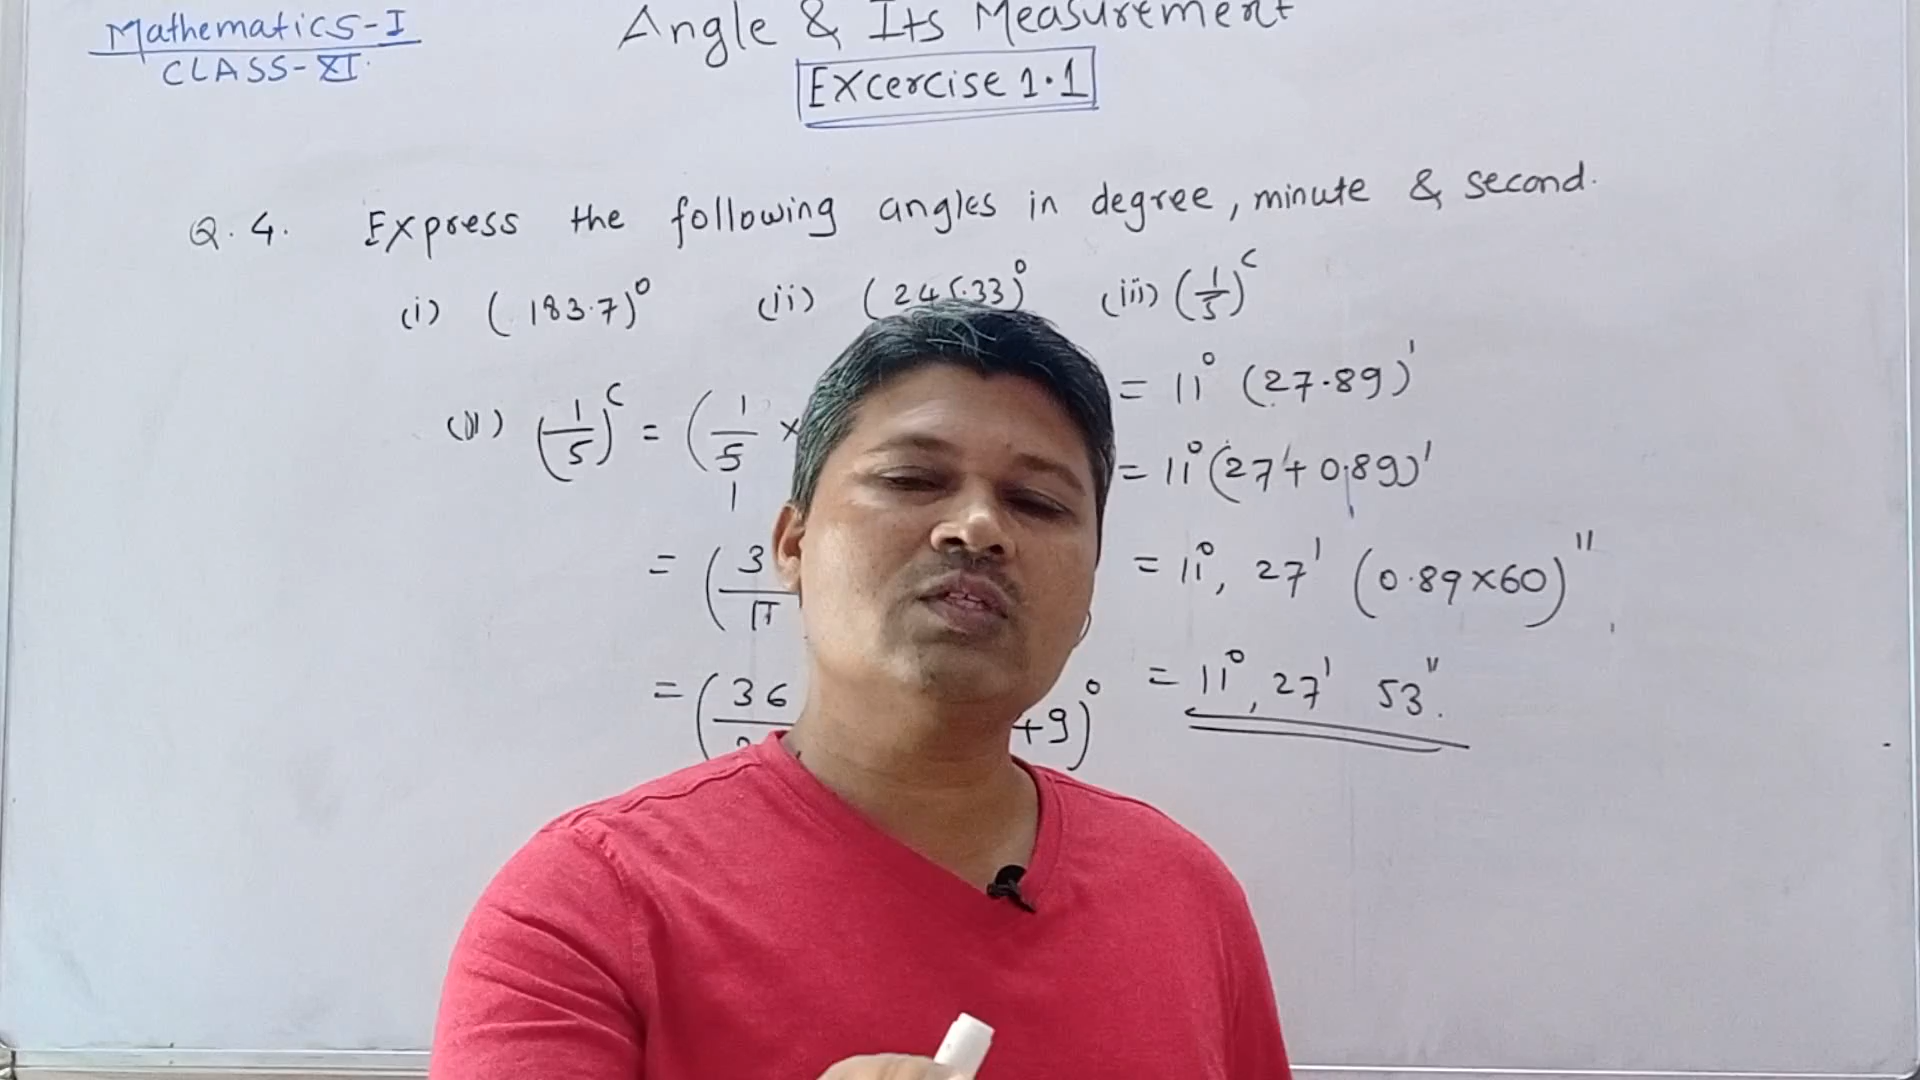 Mathematics-I
CLASS-XI.
Angle & Its Measurement
Excercise 1.1
Q.4. Express the following angles in degree, minute & second.
(i) (183.7)° (ii) (245.33)° (iii) (1/5)ᶜ
(1/5)ᶜ = (1/5 ×
1
= (3
= (36
+9)°
= 11° (27.89)'
= 11° (27' + 0.89)'
= 11°, 27' (0.89×60)"
= 11°, 27' 53".